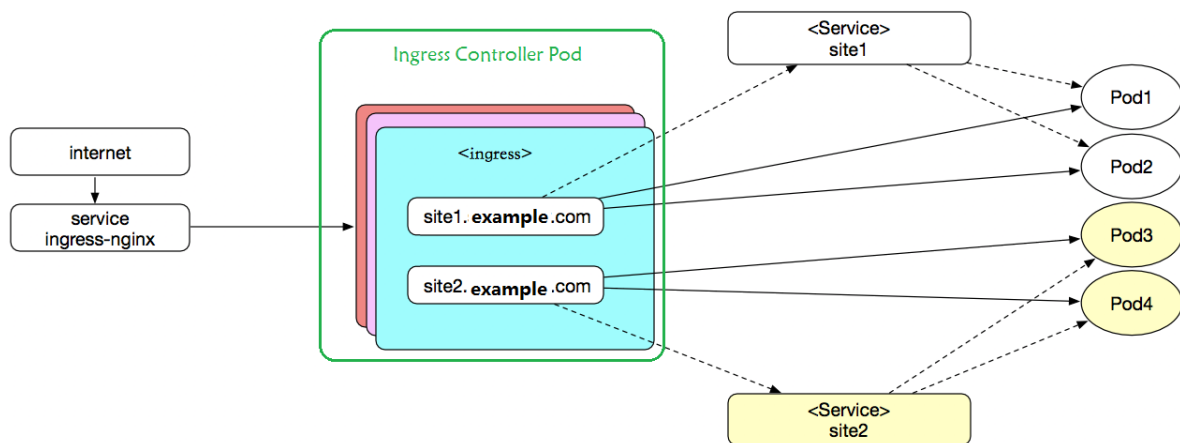 internet
service
ingress-nginx
Ingress Controller Pod
<ingress>
site1.example.com
site2.example.com
<Service>
site1
Pod1
Pod2
Pod3
Pod4
<Service>
site2